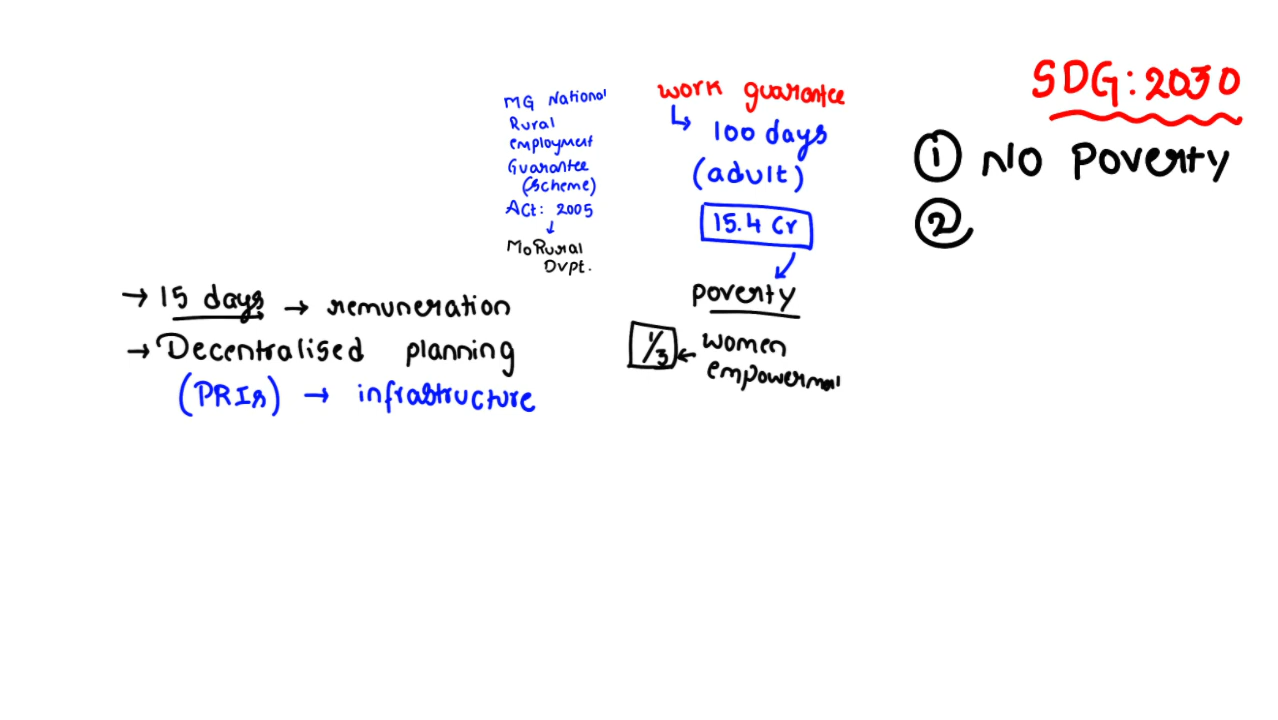 MG National
Rural
employment
Guarantee
(scheme)
Act: 2005
↓
MoRural
Dvpt.
work guarantee
↳ 100 days
(adult)
15.4 Cr
poverty
1/3 ← women
empowerment
SDG: 2030
① No Poverty
②
→ 15 days → remuneration
→ Decentralised planning
(PRIs) → infrastructure